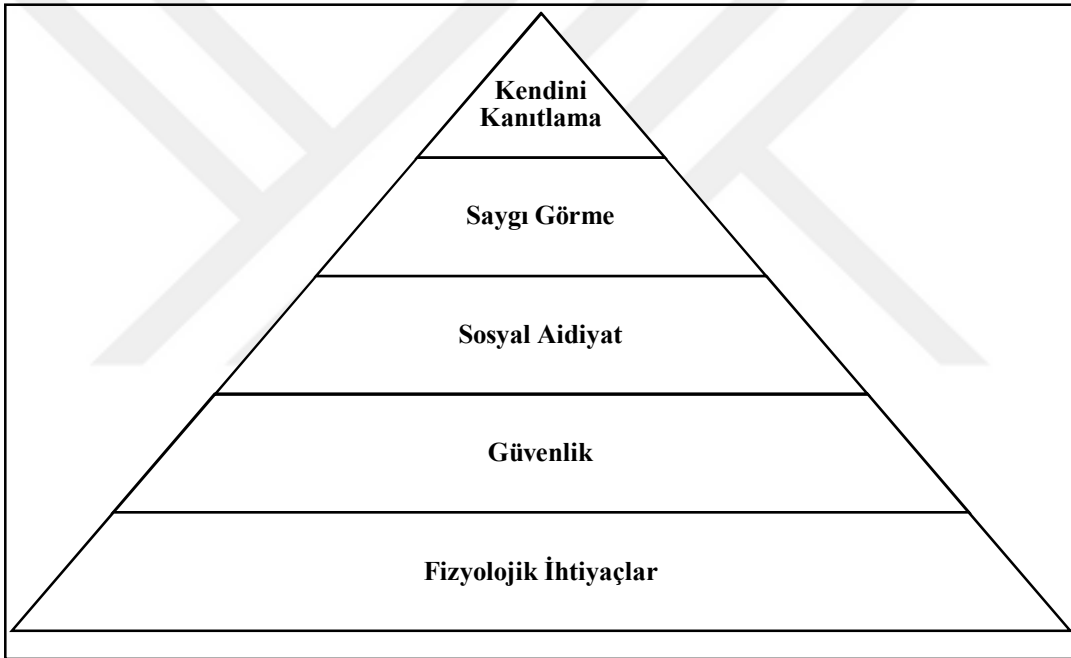 Kendini
Kanıtlama
Saygı Görme
Sosyal Aidiyat
Güvenlik
Fizyolojik İhtiyaçlar